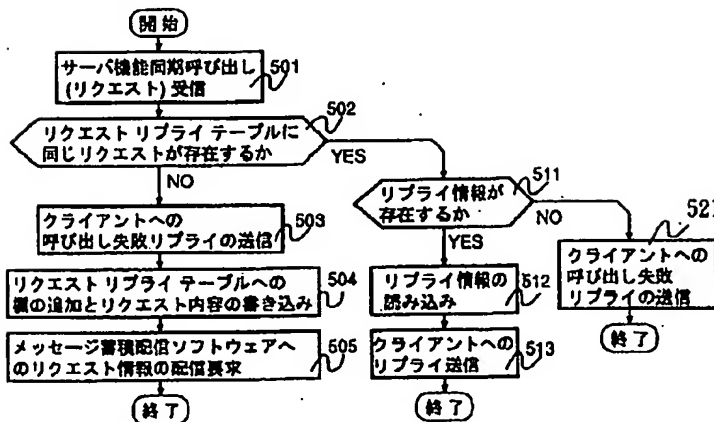 開始
サーバ機能同期呼び出し
(リクエスト) 受信
501
502
リクエスト リプライ テーブルに
同じリクエストが存在するか
YES
NO
クライアントへの
呼び出し失敗リプライの送信
503
リクエスト リプライ テーブルへの
欄の追加とリクエスト内容の書き込み
504
メッセージ蓄積配信ソフトウェアへ
のリクエスト情報の配信要求
505
終了
511
リプライ情報が
存在するか
NO
YES
リプライ情報の
読み込み
512
クライアントへの
リプライ送信
513
終了
521
クライアントへの
呼び出し失敗
リプライの送信
終了